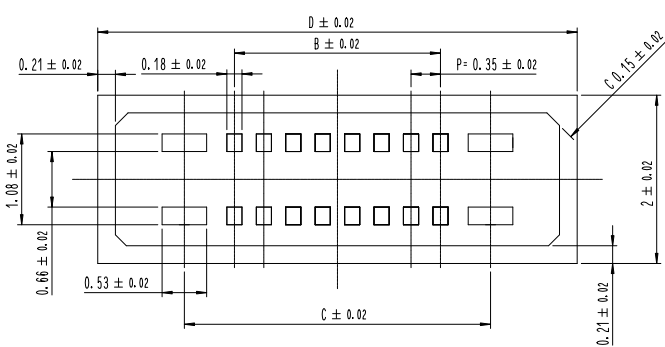 D ± 0.02
B ± 0.02
0.21 ± 0.02
0.18 ± 0.02
P= 0.35 ± 0.02
C 0.15 ± 0.02
1.08 ± 0.02
2 ± 0.02
0.66 ± 0.02
0.53 ± 0.02
C ± 0.02
0.21 ± 0.02